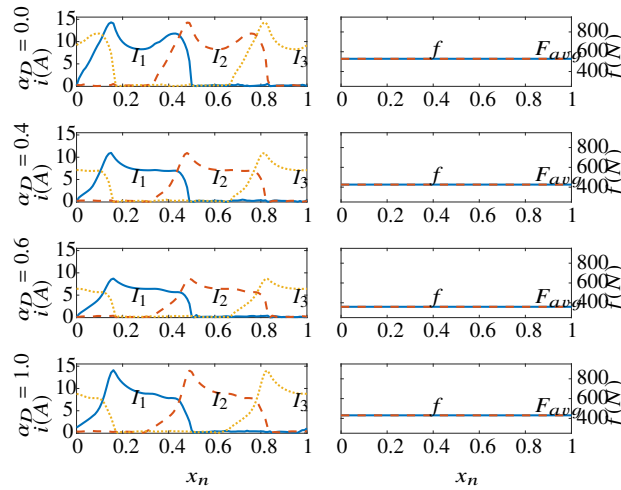 α_D = 0.0
i(A)
15
10
5
0
I_1
I_2
I_3
0
0.2
0.4
0.6
0.8
1
f
F_avg
800
600
400
f(N)
0
0.2
0.4
0.6
0.8
1
α_D = 0.4
i(A)
15
10
5
0
I_1
I_2
I_3
0
0.2
0.4
0.6
0.8
1
f
F_avg
800
600
400
f(N)
0
0.2
0.4
0.6
0.8
1
α_D = 0.6
i(A)
15
10
5
0
I_1
I_2
I_3
0
0.2
0.4
0.6
0.8
1
f
F_avg
800
600
400
f(N)
0
0.2
0.4
0.6
0.8
1
α_D = 1.0
i(A)
15
10
5
0
I_1
I_2
I_3
0
0.2
0.4
0.6
0.8
1
x_n
f
F_avg
800
600
400
f(N)
0
0.2
0.4
0.6
0.8
1
x_n